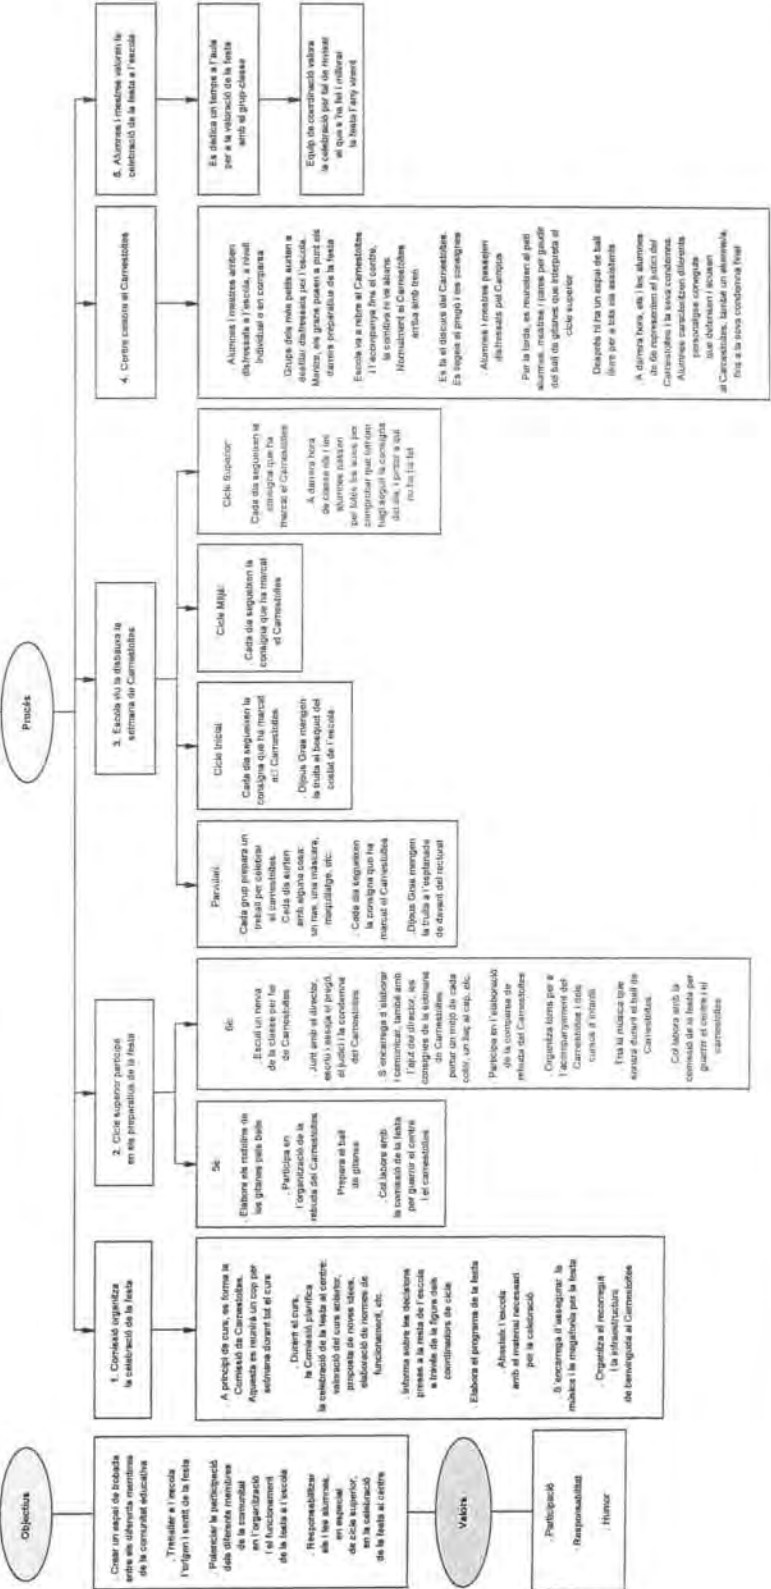 Objectius
. Crear un espai de trobada
entre els diferents membres
de la comunitat educativa
. Treballar a l'escola
l'origen i sentit de la festa
. Potenciar la participació
dels diferents membres
de la comunitat
en l'organització
i el funcionament
de la festa a l'escola
. Responsabilitzar
els i les alumnes,
en especial
de cicle superior,
en la celebració
de la festa al centre
Valors
. Participació
. Responsabilitat
. Humor
Procés
1. Comissió organitza
la celebració de la festa
A principi de curs, es forma la
Comissió de Carnestoltes.
Aquesta es reunirà un cop per
setmana durant tot el curs
. Durant el curs,
la Comissió planifica
la celebració de la festa al centre:
valoració del curs anterior,
proposta de noves idees,
elaboració de normes de
funcionament, etc.
. Informa sobre les decisions
preses a la resta de l'escola
a través de la figura dels
coordinadors de cicle
. Elabora el programa de la festa
. Abasteix l'escola
amb el material necessari
per la celebració
. S'encarrega d'assegurar la
música i la megafonia per la festa
. Organitza el recorregut
i la infraestructura
de benvinguda al Carnestoltes
2. Cicle superior participa
en els preparatius de la festa
5è:
. Elabora els rodolins de
les gitanes pels balls
. Participa en
l'organització de la
rebuda del Carnestoltes
Prepara el ball
de gitanes
. Col·labora amb
la comissió de la festa
per guarnir el centre
i el carnestoltes
6è:
. Escull un nen/a
de la classe per fer
de Carnestoltes
. Junt amb el director,
escriu i assaja el pregó,
el judici i la condemna
del Carnestoltes
. S'encarrega d'elaborar
i comunicar, també amb
l'ajut del director, les
consignes de la setmana
de Carnestoltes:
portar un mitjó de cada
color, un llaç al cap, etc.
Participa en l'elaboració
de la comparsa de
rebuda del Carnestoltes
. Organitza torns per a
l'acompanyament del
Carnestoltes i dels
cursos d'infantil
Tria la música que
sonarà durant el ball de
Carnestoltes
Col·labora amb la
comissió de la festa per
guarnir el centre i el
carnestoltes
3. Escola viu la disbauxa la
setmana de Carnestoltes
Parvulari:
. Cada grup prepara un
treball per celebrar
el carnestoltes.
Cada dia surten
amb alguna cosa:
un nas, una màscara,
maquillatge, etc.
. Cada dia segueixen
la consigna que ha
marcat el Carnestoltes
. Dijous Gras mengen
la truita a l'esplanada
de davant del rectorat
Cicle Inicial:
Cada dia segueixen la
consigna que ha marcat
el Carnestoltes
. Dijous Gras mengen
la truita al bosquet del
costat de l'escola
Cicle Mitjà:
Cada dia segueixen la
consigna que ha marcat
el Carnestoltes
Cicle Superior:
Cada dia segueixen la
consigna que ha
marcat el Carnestoltes
A darrera hora
de classe els i les
alumnes passen
per totes les aules per
comprobar que tothom
hagi seguit la consigna
del dia, i pintar a qui
no ho ha fet
4. Centre celebra el Carnestoltes
Alumnes i mestres arriben
disfressats a l'escola, a nivell
individual o en comparsa
Grups dels més petits surten a
desfilar disfressats per l'escola.
Mentre, els grans posen a punt els
darrers preparatius de la festa
Escola va a rebre al Carnestoltes
i l'acompanya fins el centre,
la comitiva hi va abans.
Normalment el Carnestoltes
arriba amb tren
Es fa el discurs del Carnestoltes.
Es llegeix el pregó i les consignes
. Alumnes i mestres passegen
disfressats pel Campus
Per la tarda, es reuneixen al pati
alumnes, mestres i pares per gaudir
del ball de gitanes que interpreta el
cicle superior
Després hi ha un espai de ball
lliure per a tots els assistents
A darrera hora, els i les alumnes
de 6è representen el judici del
Carnestoltes i la seva condemna.
Alumnes caracteritzen diferents
personatges coneguts
que defensen i acusen
al Carnestoltes, també un alumne/a,
fins a la seva condemna final
5. Alumnes i mestres valoren la
celebració de la festa a l'escola
Es dedica un temps a l'aula
per a la valoració de la festa
amb el grup-classe
Equip de coordinació valora
la celebració per tal de revisar
el que s'ha fet i millorar
la festa l'any vinent